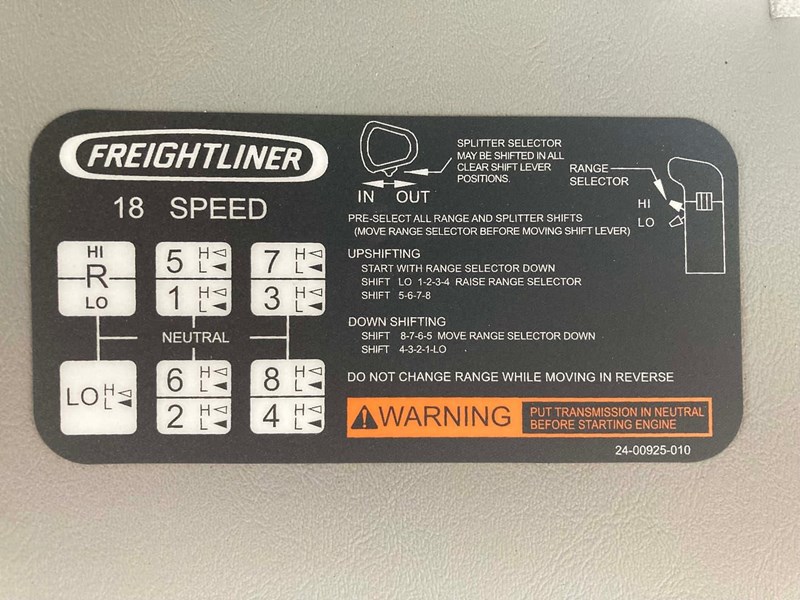 FREIGHTLINER
18 SPEED
HI
R
LO
5 H L
1 H L
7 H L
3 H L
NEUTRAL
LO H L
6 H L
2 H L
8 H L
4 H L
IN OUT
SPLITTER SELECTOR
MAY BE SHIFTED IN ALL
CLEAR SHIFT LEVER
POSITIONS.
RANGE
SELECTOR
HI
LO
PRE-SELECT ALL RANGE AND SPLITTER SHIFTS
(MOVE RANGE SELECTOR BEFORE MOVING SHIFT LEVER)
UPSHIFTING
START WITH RANGE SELECTOR DOWN
SHIFT LO 1-2-3-4 RAISE RANGE SELECTOR
SHIFT 5-6-7-8
DOWN SHIFTING
SHIFT 8-7-6-5 MOVE RANGE SELECTOR DOWN
SHIFT 4-3-2-1-LO
DO NOT CHANGE RANGE WHILE MOVING IN REVERSE
WARNING
PUT TRANSMISSION IN NEUTRAL
BEFORE STARTING ENGINE
24-00925-010